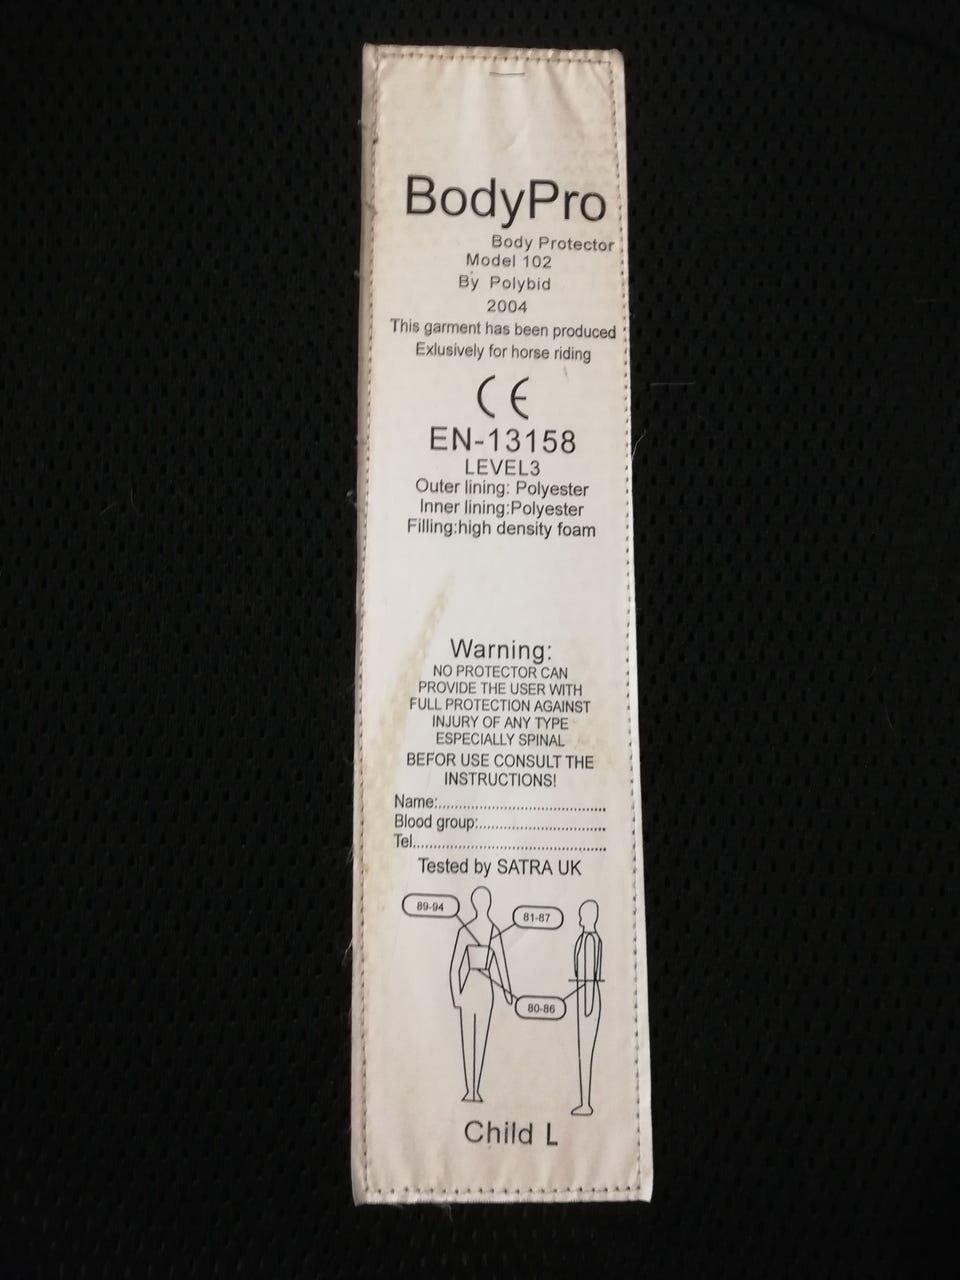 BodyPro
Body Protector
Model 102
By Polybid
2004
This garment has been produced
Exlusively for horse riding
CE
EN-13158
LEVEL3
Outer lining: Polyester
Inner lining:Polyester
Filling:high density foam
Warning:
NO PROTECTOR CAN
PROVIDE THE USER WITH
FULL PROTECTION AGAINST
INJURY OF ANY TYPE
ESPECIALLY SPINAL
BEFOR USE CONSULT THE
INSTRUCTIONS!
Name:........................................
Blood group:..............................
Tel..............................................
Tested by SATRA UK
89-94
81-87
80-86
Child L